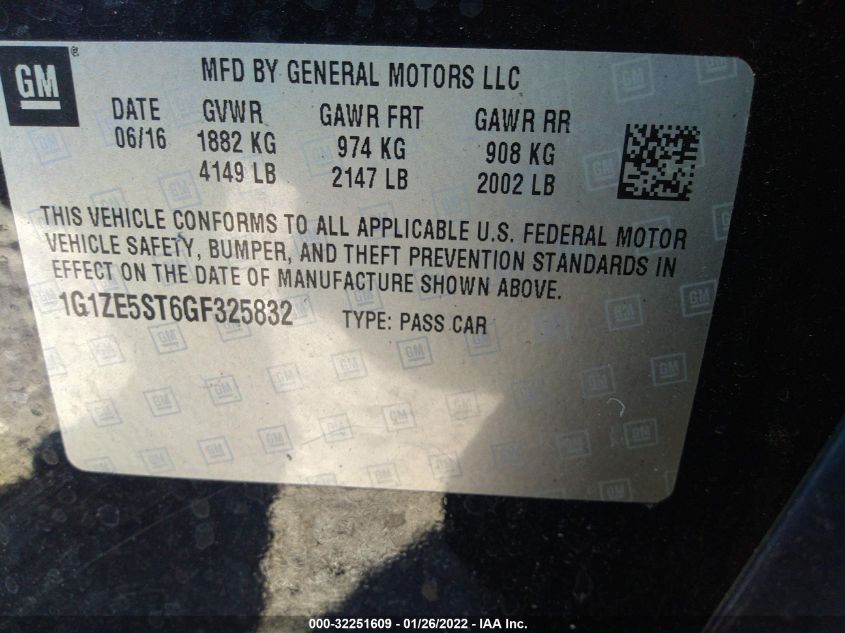 GM ®
MFD BY GENERAL MOTORS LLC
DATE GVWR GAWR FRT GAWR RR
06/16 1882 KG 974 KG 908 KG
4149 LB 2147 LB 2002 LB
THIS VEHICLE CONFORMS TO ALL APPLICABLE U.S. FEDERAL MOTOR
VEHICLE SAFETY, BUMPER, AND THEFT PREVENTION STANDARDS IN
EFFECT ON THE DATE OF MANUFACTURE SHOWN ABOVE.
1G1ZE5ST6GF325832 TYPE: PASS CAR
000-32251609 - 01/26/2022 - IAA Inc.